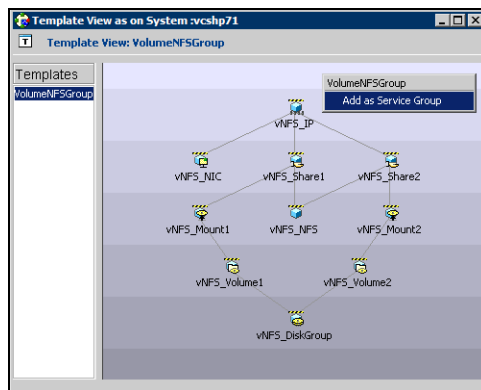 Template View as on System :vcshp71
T Template View: VolumeNFSGroup
Templates
VolumeNFSGroup
VolumeNFSGroup
Add as Service Group
vNFS_IP
vNFS_NIC vNFS_Share1 vNFS_Share2
vNFS_Mount1 vNFS_NFS vNFS_Mount2
vNFS_Volume1 vNFS_Volume2
vNFS_DiskGroup